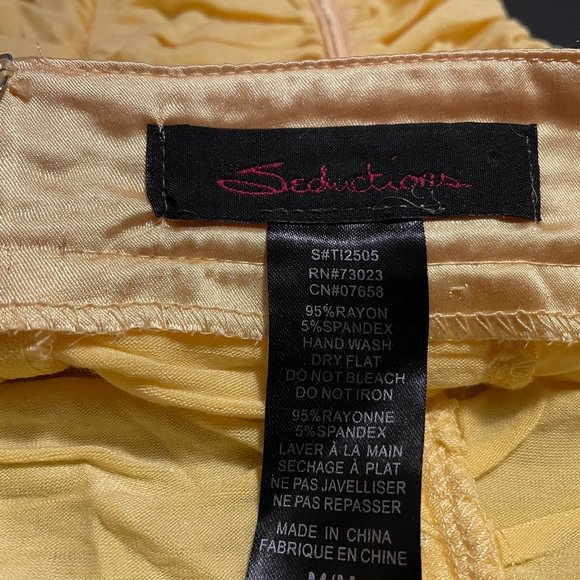 Seductions
S#TI2505
RN#73023
CN#07658
95%RAYON
5%SPANDEX
HAND WASH
DRY FLAT
DO NOT BLEACH
DO NOT IRON
95%RAYONNE
5%SPANDEX
LAVER À LA MAIN
SECHAGE À PLAT
NE PAS JAVELLISER
NE PAS REPASSER
MADE IN CHINA
FABRIQUE EN CHINE